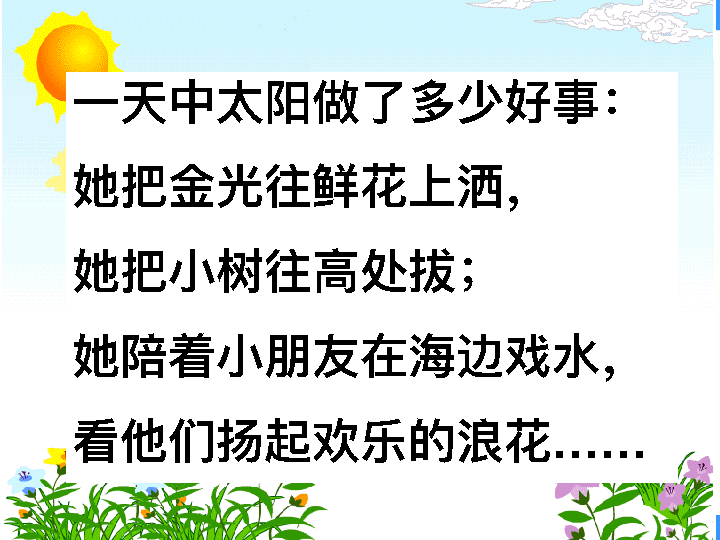 一天中太阳做了多少好事：
她把金光往鲜花上洒，
她把小树往高处拔；
她陪着小朋友在海边戏水，
看他们扬起欢乐的浪花……